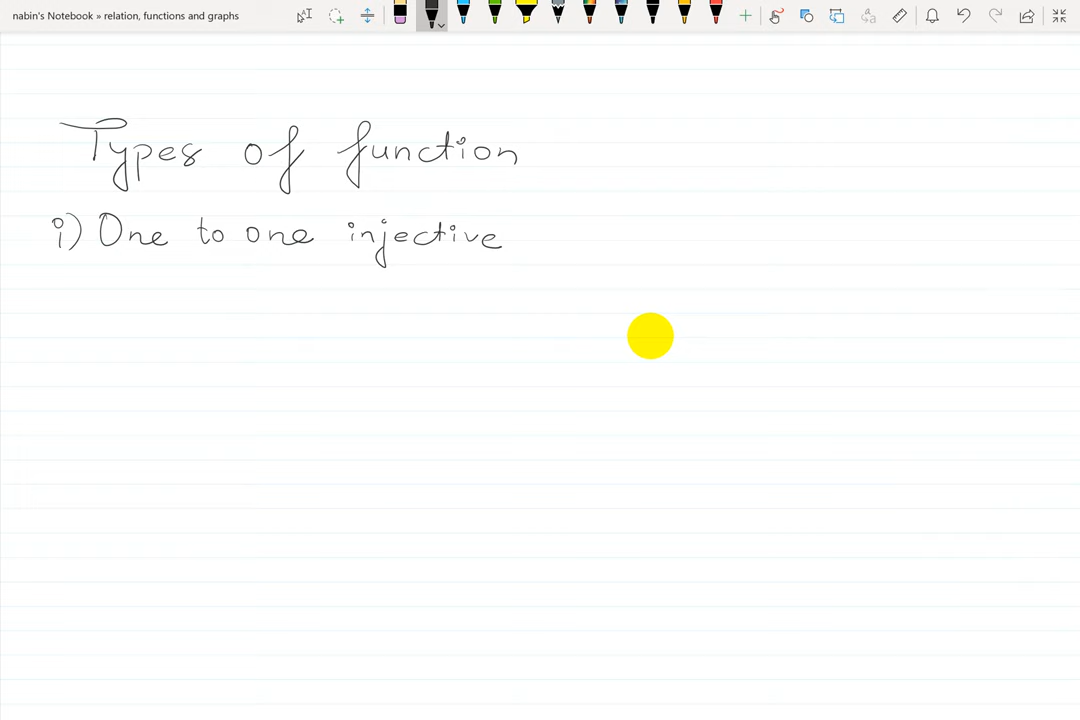 nabin's Notebook » relation, functions and graphs
Types of function
i) One to one injective